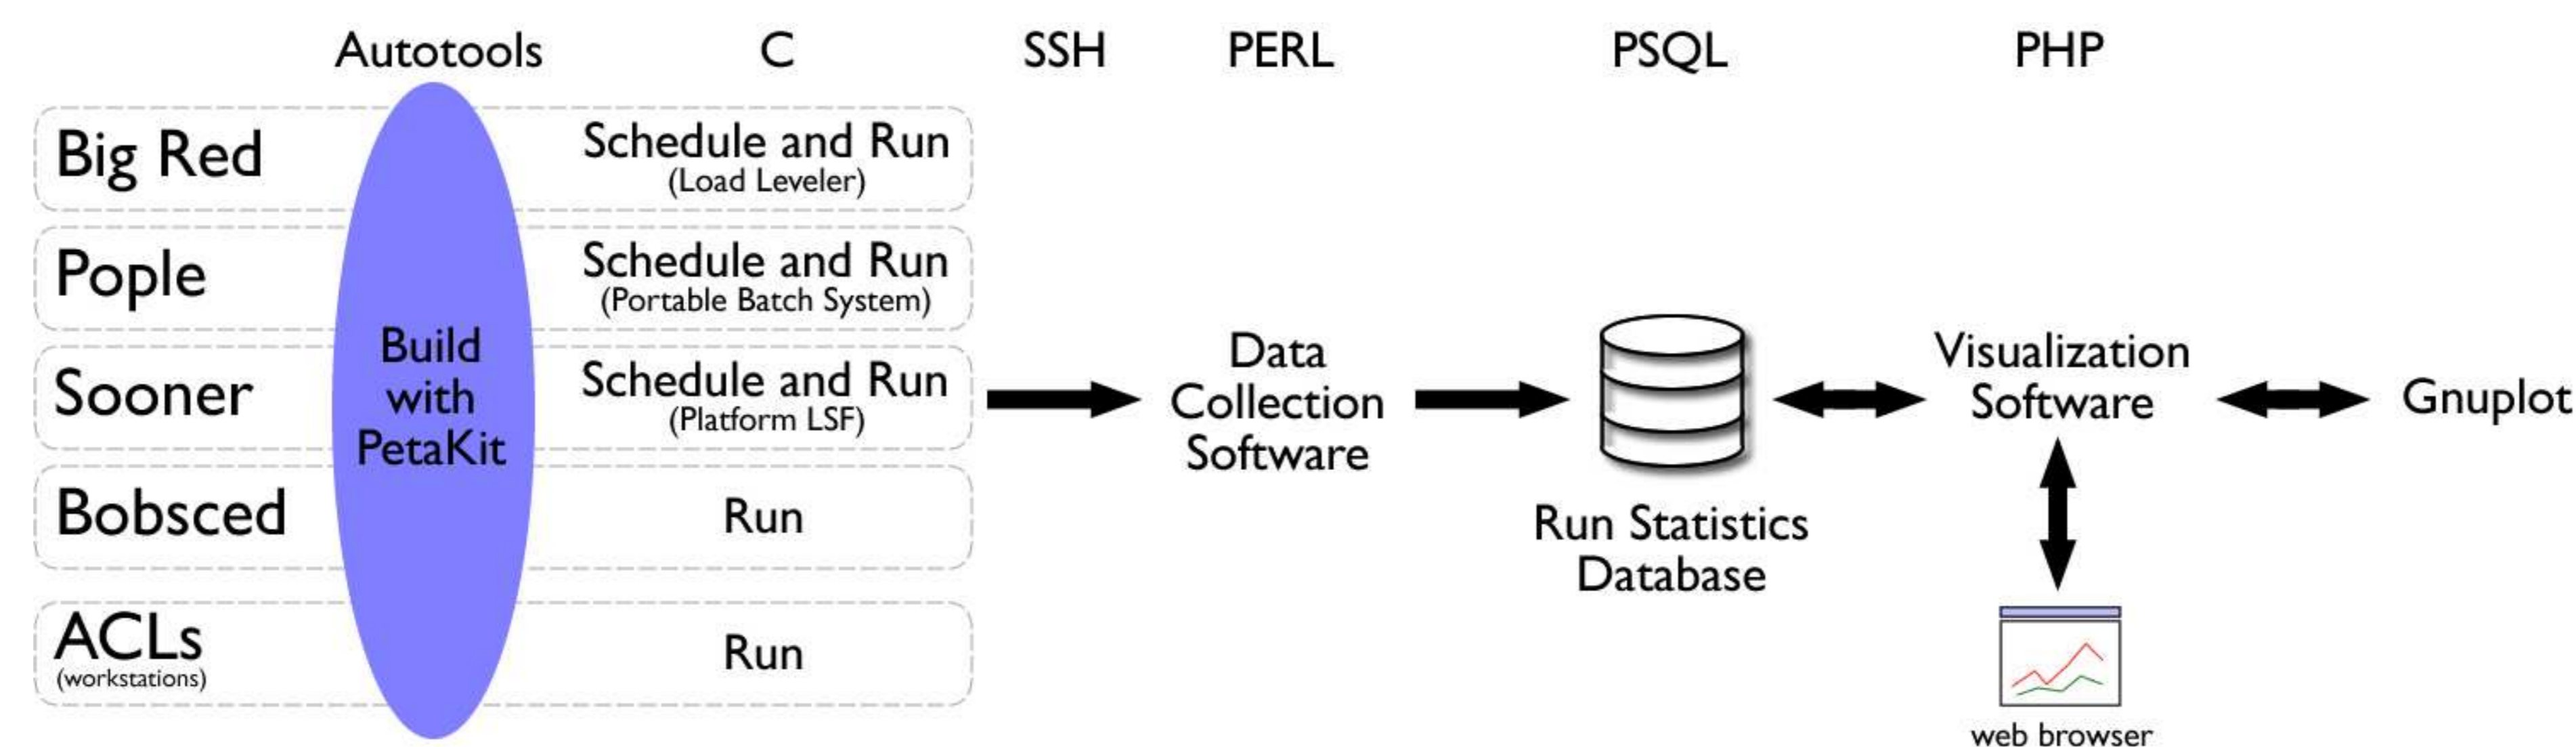 Autotools C SSH PERL PSQL PHP
Big Red
Schedule and Run
(Load Leveler)
Pople
Schedule and Run
(Portable Batch System)
Sooner
Schedule and Run
(Platform LSF)
Bobsced
Run
ACLs
(workstations)
Run
Build
with
PetaKit
Data
Collection
Software
Run Statistics
Database
Visualization
Software
Gnuplot
web browser